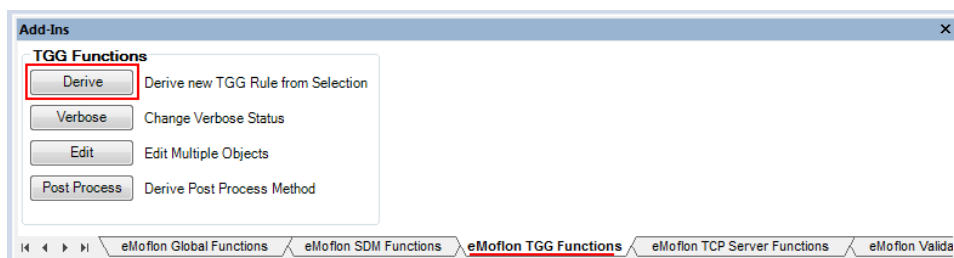 Add-Ins
TGG Functions
Derive Derive new TGG Rule from Selection
Verbose Change Verbose Status
Edit Edit Multiple Objects
Post Process Derive Post Process Method
eMoflon Global Functions eMoflon SDM Functions eMoflon TGG Functions eMoflon TCP Server Functions eMoflon Valida